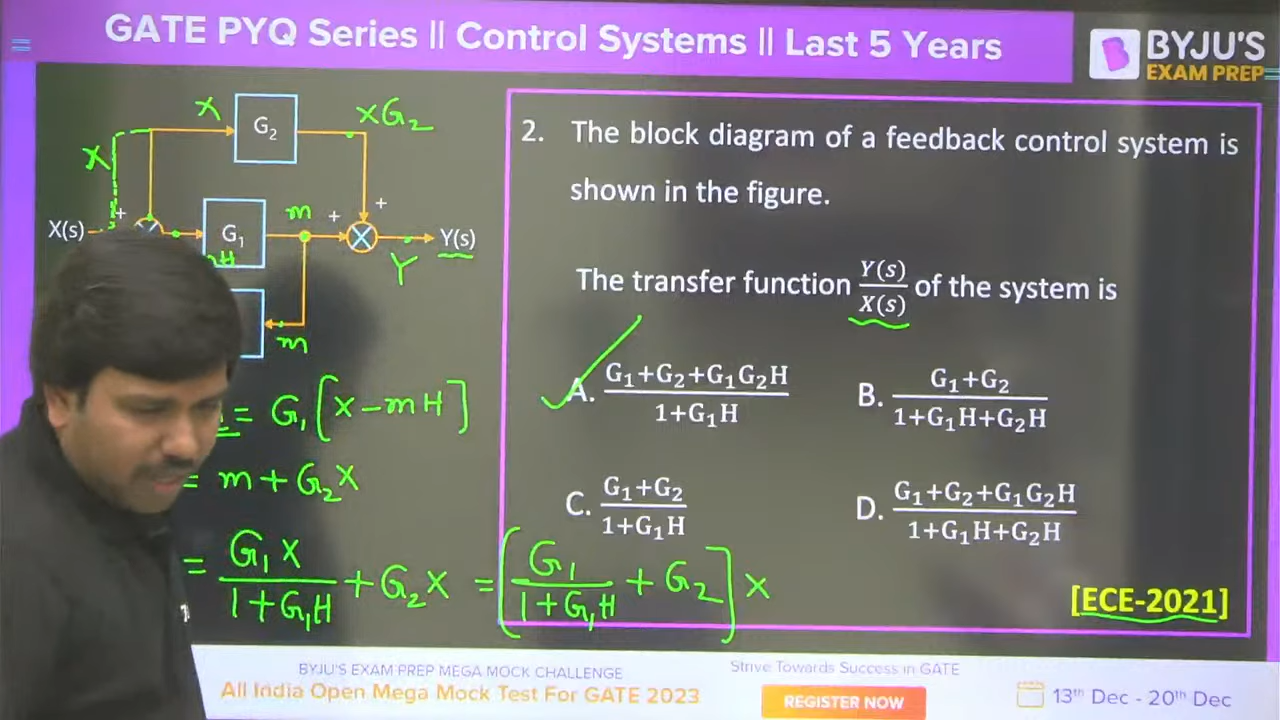 GATE PYQ Series || Control Systems || Last 5 Years
BYJU'S
EXAM PREP
X
G₂
XG₂
X
+
+
X(s)
G₁
m
+
Y(s)
H
Y
m
2. The block diagram of a feedback control system is
shown in the figure.
The transfer function Y(s)/X(s) of the system is
A. (G₁+G₂+G₁G₂H)/(1+G₁H)
B. (G₁+G₂)/(1+G₁H+G₂H)
C. (G₁+G₂)/(1+G₁H)
D. (G₁+G₂+G₁G₂H)/(1+G₁H+G₂H)
[ECE-2021]
= G₁[X-mH]
= m+G₂X
= G₁X/(1+G₁H) + G₂X = [G₁/(1+G₁H) + G₂]X
BYJU'S EXAM PREP MEGA MOCK CHALLENGE
All India Open Mega Mock Test For GATE 2023
Strive Towards Success in GATE
REGISTER NOW
13th Dec - 20th Dec